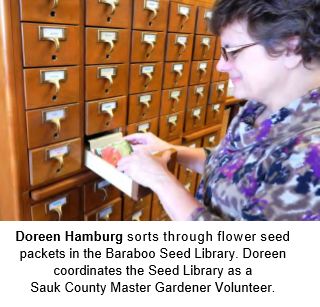 Doreen Hamburg sorts through flower seed
packets in the Baraboo Seed Library. Doreen
coordinates the Seed Library as a
Sauk County Master Gardener Volunteer.